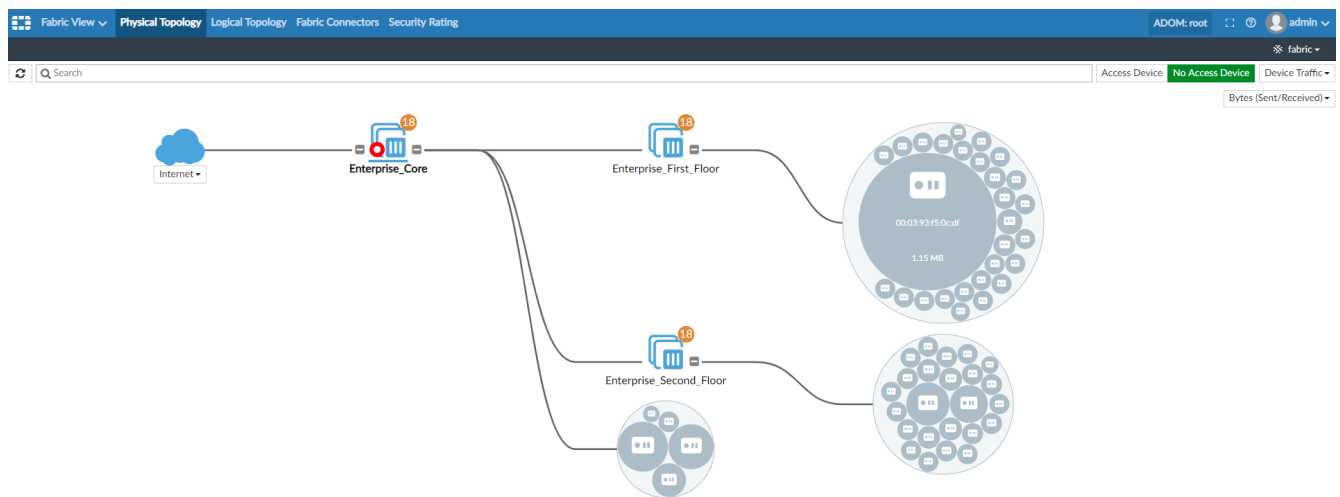 Fabric View Physical Topology Logical Topology Fabric Connectors Security Rating ADOM: root admin
fabric
Search Access Device No Access Device Device Traffic
Bytes (Sent/Received)
18 18
Internet Enterprise_Core Enterprise_First_Floor
00:03:93:f5:0c:df
1.15 MB
18
Enterprise_Second_Floor